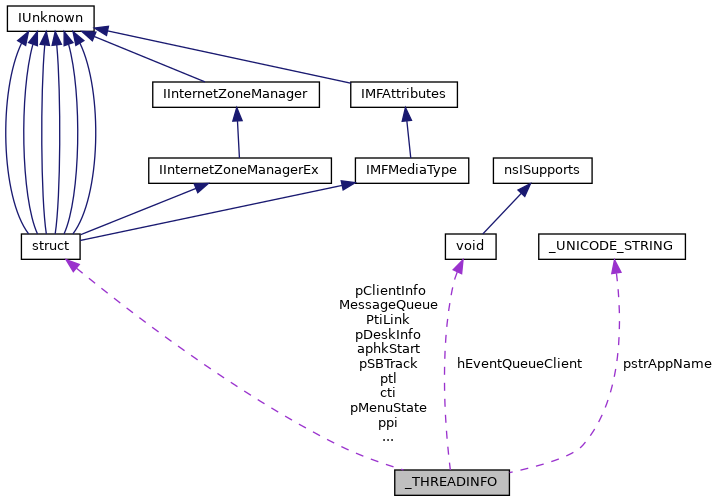 IUnknown
IInternetZoneManager
IMFAttributes
IInternetZoneManagerEx
IMFMediaType
nsISupports
struct
void
_UNICODE_STRING
pClientInfo
MessageQueue
PtiLink
pDeskInfo
aphkStart
pSBTrack
ptl
cti
pMenuState
ppi
...
hEventQueueClient
pstrAppName
_THREADINFO